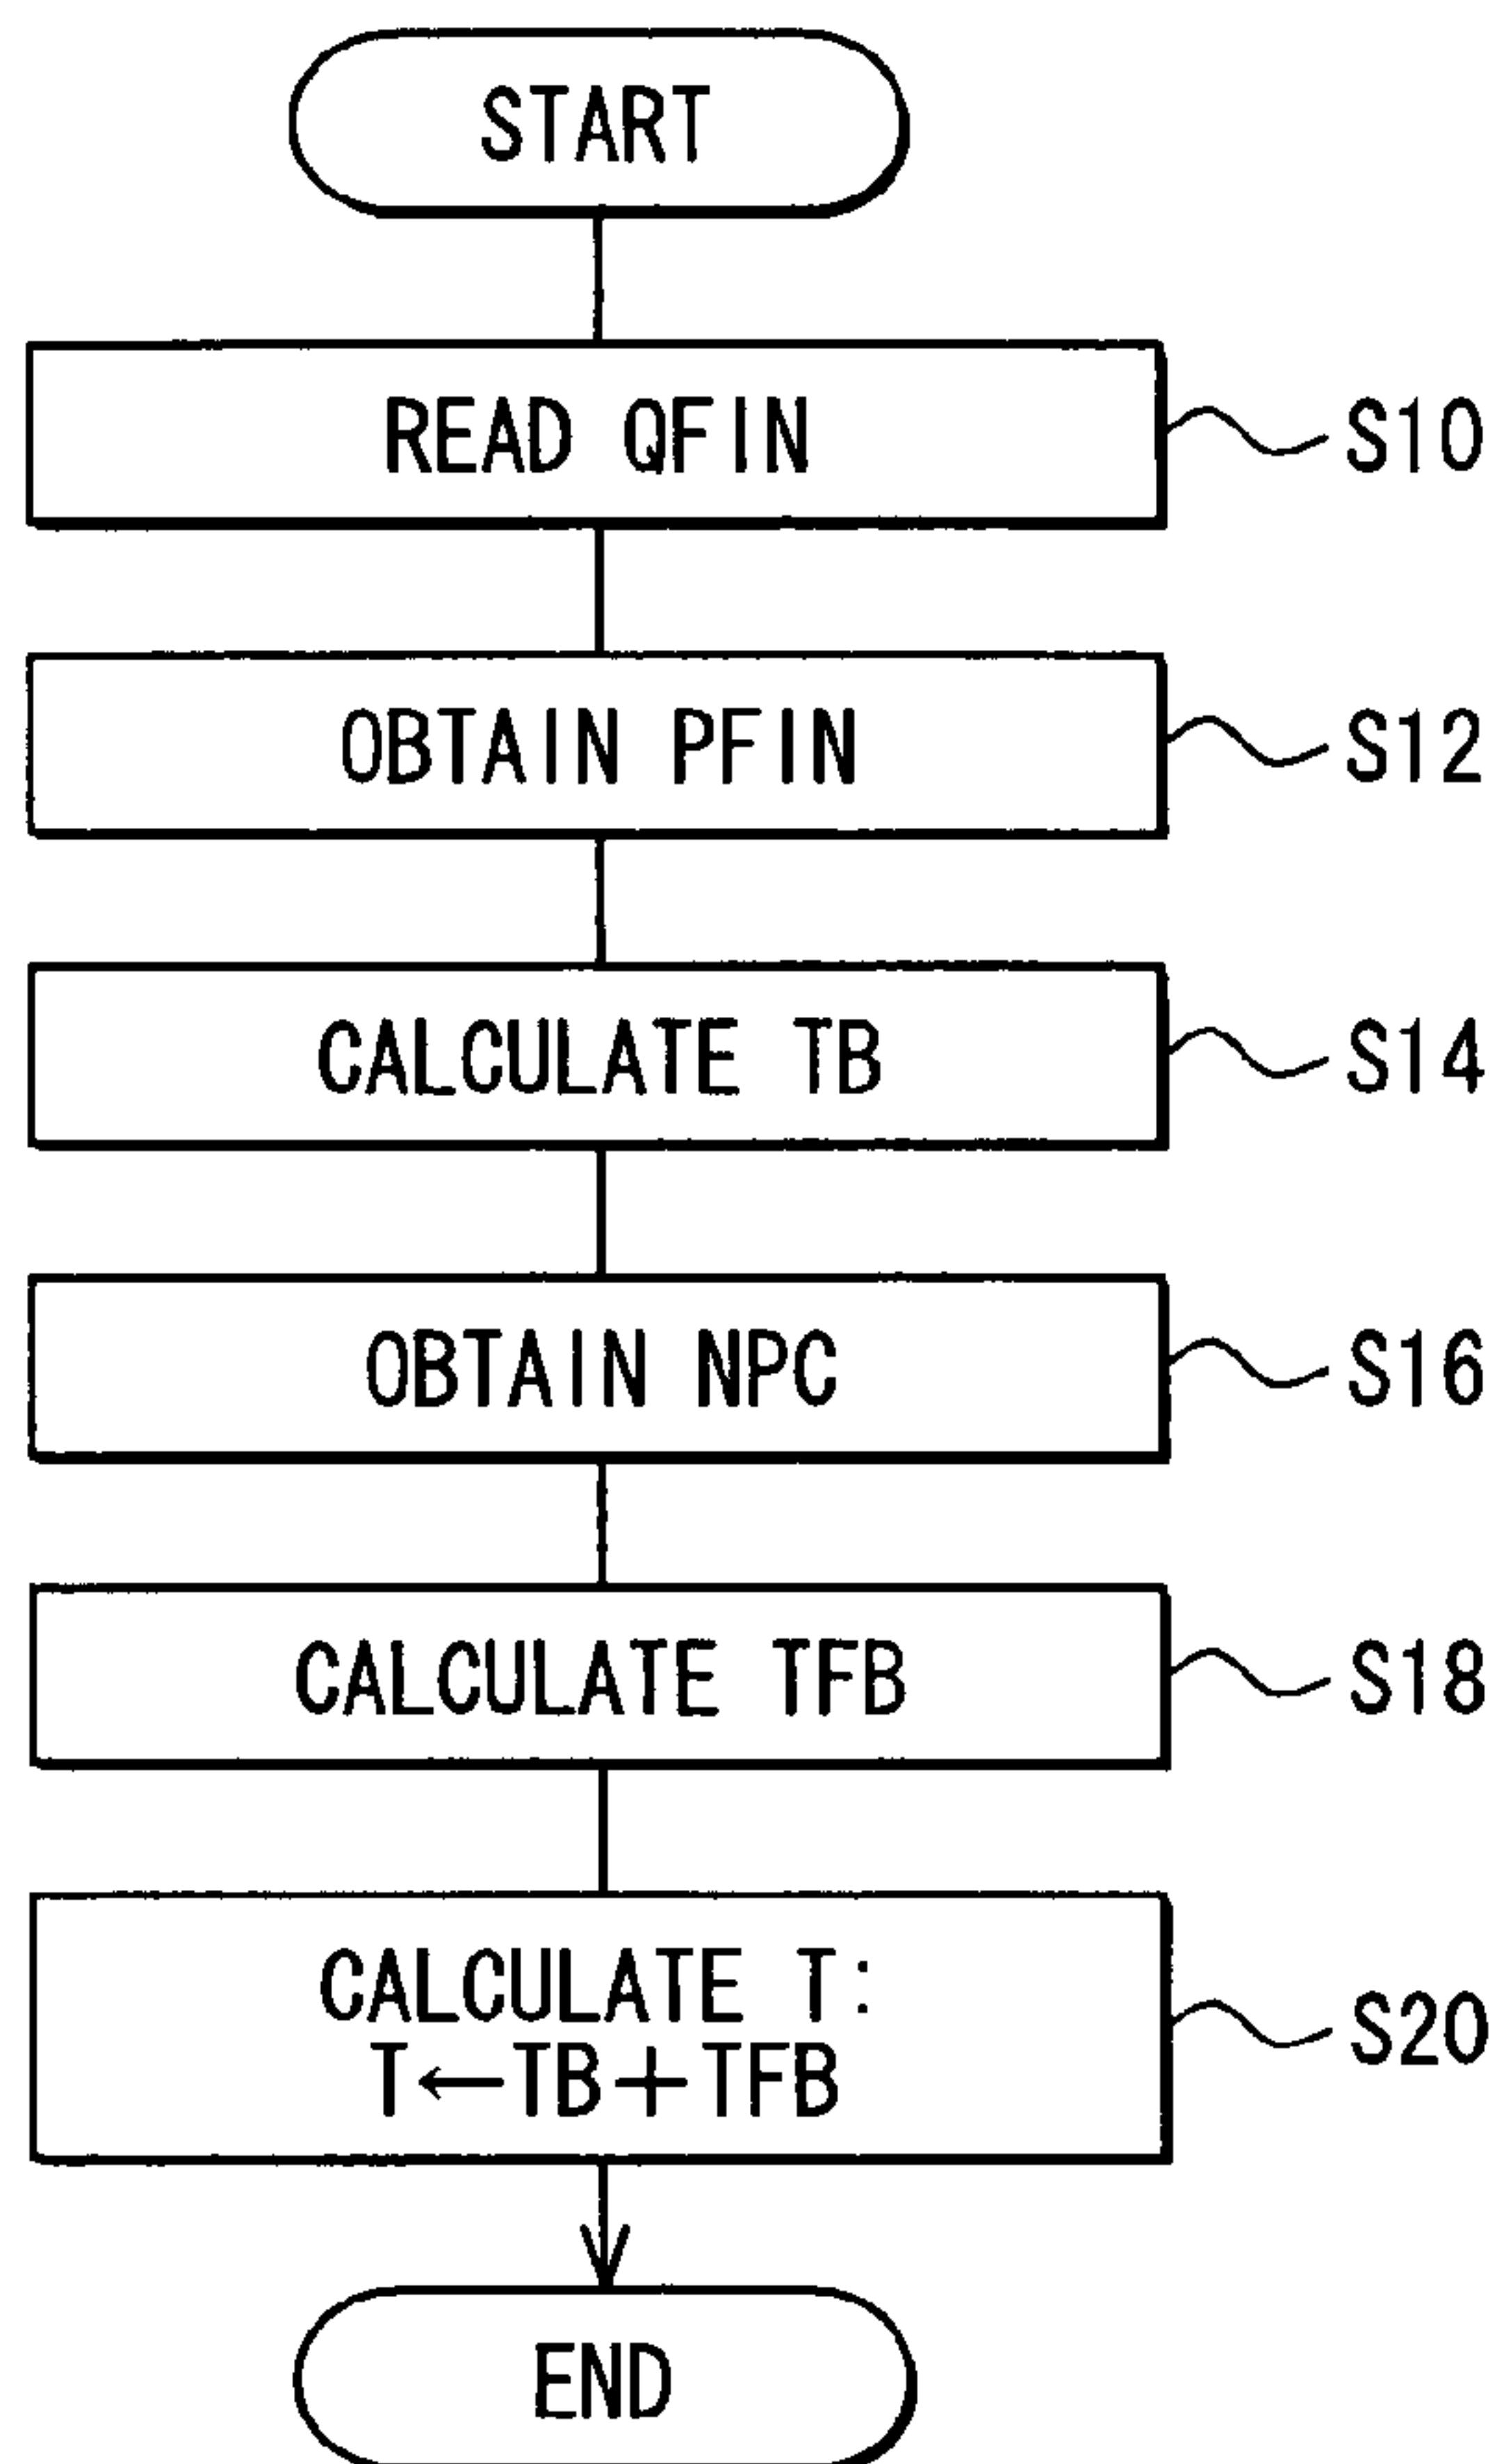 START
READ QFIN
S10
OBTAIN PFIN
S12
CALCULATE TB
S14
OBTAIN NPC
S16
CALCULATE TFB
S18
CALCULATE T:
T←TB+TFB
S20
END